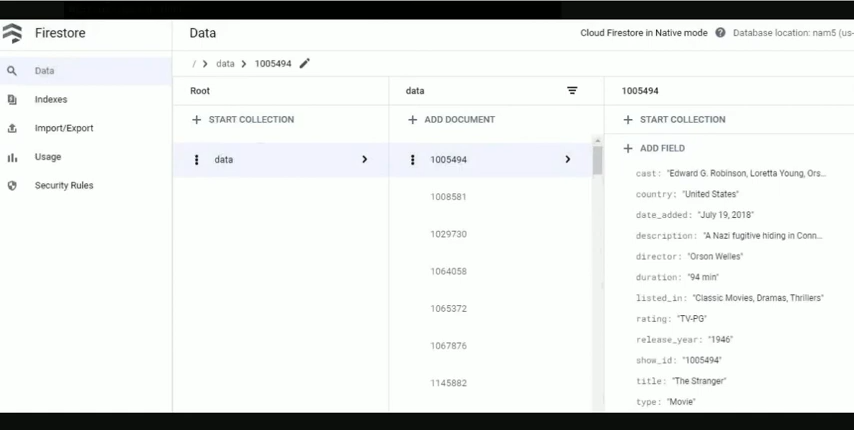 Firestore
Data
Cloud Firestore in Native mode
Database location: nam5 (us-
Data
Indexes
Import/Export
Usage
Security Rules
/ > data > 1005494
Root
+ START COLLECTION
data
data
+ ADD DOCUMENT
1005494
1008581
1029730
1064058
1065372
1067876
1145882
1005494
+ START COLLECTION
+ ADD FIELD
cast: "Edward G. Robinson, Loretta Young, Ors...
country: "United States"
date_added: "July 19, 2018"
description: "A Nazi fugitive hiding in Conn...
director: "Orson Welles"
duration: "94 min"
listed_in: "Classic Movies, Dramas, Thrillers"
rating: "TV-PG"
release_year: "1946"
show_id: "1005494"
title: "The Stranger"
type: "Movie"